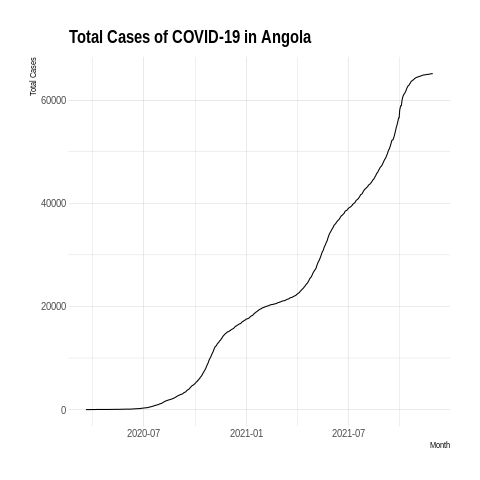 Total Cases of COVID-19 in Angola
Total Cases
60000
40000
20000
0
2020-07 2021-01 2021-07
Month